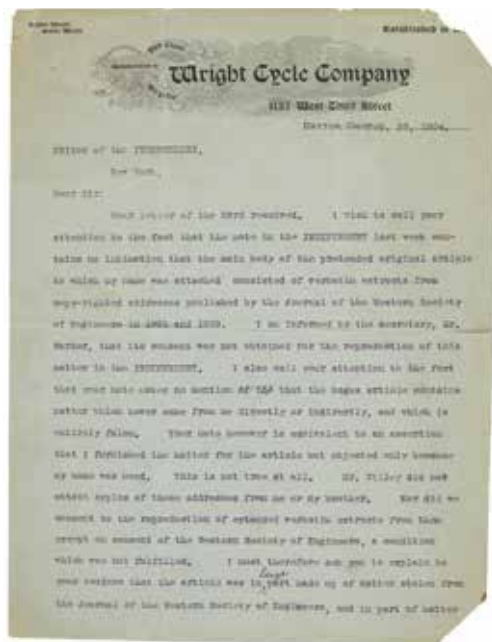 Established in
Wright Cycle Company
1127 West Third Street
Editor of the INDEPENDENT,
New York.
Dear Sir:
Your letter of the 23rd received. I wish to call your
attention to the fact that the note in the INDEPENDENT last week con-
tains no intimation that the main body of the pretended original article
to which my name was attached consisted of verbatim extracts from
copy-righted addresses published by the Journal of the Western Society
of Engineers in 1901 and 1903. I am informed by the secretary, Mr.
that its consent was not obtained for the reproduction of this
matter in the INDEPENDENT. I also call your attention to the fact
that your note makes no mention of the that the bogus article contains
matter which never came from me directly or indirectly, and which is
entirely false. Your note however is equivalent to an assertion
that I furnished the matter for the article but objected only because
my name was used. This is not true at all. Mr. did not
obtain copies of these addresses from me or my brother. Nor did we
consent to the reproduction of extended verbatim extracts from them
except on consent of the Western Society of Engineers, a condition
which was not fulfilled. I must therefore ask you to explain to
your readers that the article was in large part made up of matter stolen from
the Journal of the Western Society of Engineers, and in part of matter